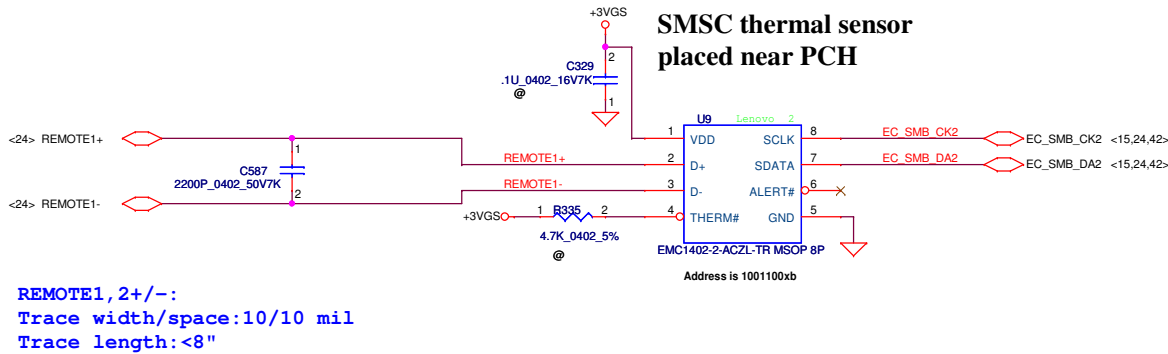 +3VGS
SMSC thermal sensor
placed near PCH
2
C329
.1U_0402_16V7K
@
1
<24> REMOTE1+
1
C587
2200P_0402_50V7K
2
<24> REMOTE1-
U9
Lenovo 2
1 VDD SCLK 8 EC_SMB_CK2 EC_SMB_CK2 <15,24,42>
REMOTE1+ 2 D+ SDATA 7 EC_SMB_DA2 EC_SMB_DA2 <15,24,42>
REMOTE1- 3 D- ALERT# 6
+3VGS 1 R335 2 4 THERM# GND 5
4.7K_0402_5%
@
EMC1402-2-ACZL-TR MSOP 8P
Address is 1001100xb
REMOTE1,2+/-:
Trace width/space:10/10 mil
Trace length:<8"